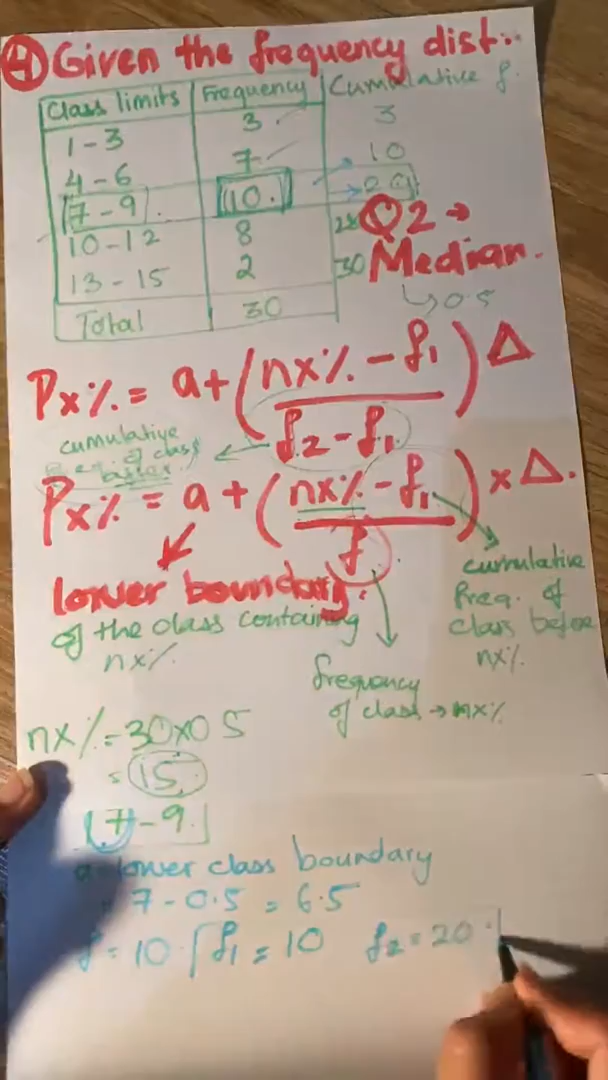 ④ Given the frequency dist..
Class limits Frequency Cumulative f.
1-3 3 3
4-6 7 10
7-9 10 20
10-12 8 28
13-15 2 30
Total 30
Q2 →
Median.
↳ 0.5
Px% = a + (nx% - f₁ / f₂ - f₁) Δ
cumulative
of class
Px% = a + (nx% - f₁ / f) x Δ.
lower boundary.
of the class containing
nx%
cumulative
freq. of
class before
nx%
frequency
of class → nx%
nx% = 30x0 5
= 15
7-9
a lower class boundary
= 7 - 0.5 = 6.5
f = 10 f₁ = 10 f₂ = 20